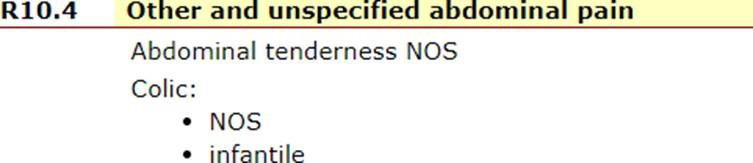 R10.4 Other and unspecified abdominal pain
Abdominal tenderness NOS
Colic:
• NOS
• infantile